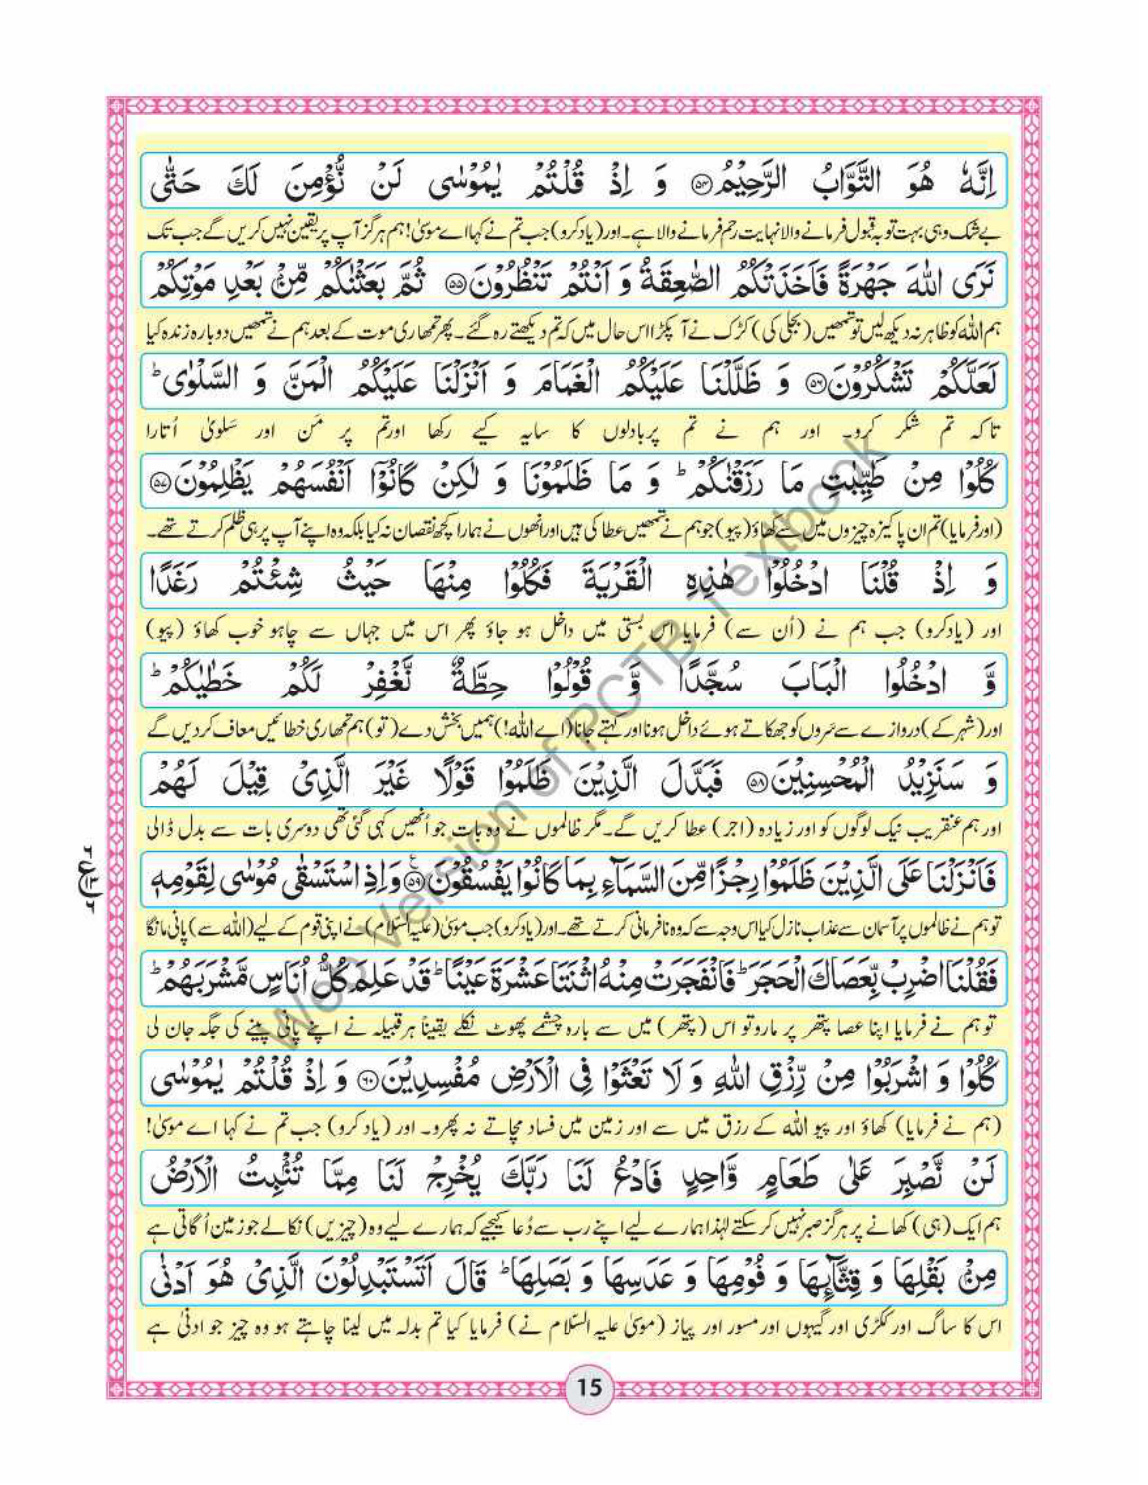 اِنَّهٗ هُوَ التَّوَّابُ الرَّحِيْمُ ﴿۵۴﴾ وَ اِذْ قُلْتُمْ يٰمُوْسٰى لَنْ نُّؤْمِنَ لَكَ حَتّٰى
بے شک وہی بہت توبہ قبول فرمانے والا نہایت رحم فرمانے والا ہے۔ اور (یاد کرو) جب تم نے کہا اے موسیٰ! ہم ہرگز آپ پر یقین نہیں کریں گے جب تک
نَرَى اللّٰهَ جَهْرَةً فَاَخَذَتْكُمُ الصّٰعِقَةُ وَ اَنْتُمْ تَنْظُرُوْنَ ﴿۵۵﴾ ثُمَّ بَعَثْنٰكُمْ مِّنْۢ بَعْدِ مَوْتِكُمْ
ہم اللہ کو ظاہر نہ دیکھ لیں تو تمھیں (بجلی کی) کڑک نے آ پکڑا اس حال میں کہ تم دیکھتے رہ گئے۔ پھر تمھاری موت کے بعد ہم نے تمھیں دوبارہ زندہ کیا
لَعَلَّكُمْ تَشْكُرُوْنَ ﴿۵۶﴾ وَ ظَلَّلْنَا عَلَيْكُمُ الْغَمَامَ وَ اَنْزَلْنَا عَلَيْكُمُ الْمَنَّ وَ السَّلْوٰى ؕ
تاکہ تم شکر کرو۔ اور ہم نے تم پر بادلوں کا سایہ کیے رکھا اور تم پر مَن اور سَلویٰ اُتارا
كُلُوْا مِنْ طَيِّبٰتِ مَا رَزَقْنٰكُمْ ؕ وَ مَا ظَلَمُوْنَا وَ لٰكِنْ كَانُوْۤا اَنْفُسَهُمْ يَظْلِمُوْنَ ﴿۵۷﴾
(اور فرمایا) تم ان پاکیزہ چیزوں میں سے کھاؤ (پیو) جو ہم نے تمھیں عطا کی ہیں اور انھوں نے ہمارا کچھ نقصان نہ کیا بلکہ وہ اپنے آپ پر ہی ظلم کرتے تھے۔
وَ اِذْ قُلْنَا ادْخُلُوْا هٰذِهِ الْقَرْيَةَ فَكُلُوْا مِنْهَا حَيْثُ شِئْتُمْ رَغَدًا
اور (یاد کرو) جب ہم نے (اُن سے) فرمایا اس بستی میں داخل ہو جاؤ پھر اس میں جہاں سے چاہو خوب کھاؤ (پیو)
وَّ ادْخُلُوا الْبَابَ سُجَّدًا وَّ قُوْلُوْا حِطَّةٌ نَّغْفِرْ لَكُمْ خَطٰيٰكُمْ ؕ
اور (شہر کے) دروازے سے سَروں کو جھکاتے ہوئے داخل ہونا اور کہتے جانا (اے اللہ!) ہمیں بخش دے (تو) ہم تمھاری خطائیں معاف کر دیں گے
وَ سَنَزِيْدُ الْمُحْسِنِيْنَ ﴿۵۸﴾ فَبَدَّلَ الَّذِيْنَ ظَلَمُوْا قَوْلًا غَيْرَ الَّذِيْ قِيْلَ لَهُمْ
اور ہم عنقریب نیک لوگوں کو اور زیادہ (اجر) عطا کریں گے۔ مگر ظالموں نے وہ بات جو اُنھیں کہی گئی تھی دوسری بات سے بدل ڈالی
فَاَنْزَلْنَا عَلَى الَّذِيْنَ ظَلَمُوْا رِجْزًا مِّنَ السَّمَآءِ بِمَا كَانُوْا يَفْسُقُوْنَ ﴿۵۹﴾ وَ اِذِ اسْتَسْقٰى مُوْسٰى لِقَوْمِهٖ
تو ہم نے ظالموں پر آسمان سے عذاب نازل کیا اس وجہ سے کہ وہ نافرمانی کرتے تھے۔ اور (یاد کرو) جب موسیٰ (علیہ السّلام) نے اپنی قوم کے لیے (اللہ سے) پانی مانگا
فَقُلْنَا اضْرِبْ بِّعَصَاكَ الْحَجَرَ ؕ فَانْفَجَرَتْ مِنْهُ اثْنَتَا عَشْرَةَ عَيْنًا ؕ قَدْ عَلِمَ كُلُّ اُنَاسٍ مَّشْرَبَهُمْ ؕ
تو ہم نے فرمایا اپنا عصا پتھر پر مارو تو اس (پتھر) میں سے بارہ چشمے پھوٹ نکلے یقیناً ہر قبیلہ نے اپنے پانی پینے کی جگہ جان لی
كُلُوْا وَ اشْرَبُوْا مِنْ رِّزْقِ اللّٰهِ وَ لَا تَعْثَوْا فِي الْاَرْضِ مُفْسِدِيْنَ ﴿۶۰﴾ وَ اِذْ قُلْتُمْ يٰمُوْسٰى
(ہم نے فرمایا) کھاؤ اور پیو اللہ کے رزق میں سے اور زمین میں فساد مچاتے نہ پھرو۔ اور (یاد کرو) جب تم نے کہا اے موسیٰ!
لَنْ نَّصْبِرَ عَلٰى طَعَامٍ وَّاحِدٍ فَادْعُ لَنَا رَبَّكَ يُخْرِجْ لَنَا مِمَّا تُنْۢبِتُ الْاَرْضُ
ہم ایک (ہی) کھانے پر ہرگز صبر نہیں کر سکتے لہٰذا ہمارے لیے اپنے رب سے دُعا کیجیے کہ ہمارے لیے وہ (چیزیں) نکالے جو زمین اُگاتی ہے
مِنْۢ بَقْلِهَا وَ قِثَّآئِهَا وَ فُوْمِهَا وَ عَدَسِهَا وَ بَصَلِهَا ؕ قَالَ اَتَسْتَبْدِلُوْنَ الَّذِيْ هُوَ اَدْنٰى
اس کا ساگ اور ککڑی اور گیہوں اور مسور اور پیاز (موسیٰ علیہ السّلام نے) فرمایا کیا تم بدلہ میں لینا چاہتے ہو وہ چیز جو ادنیٰ ہے
15
Web Version of PCTB Textbook